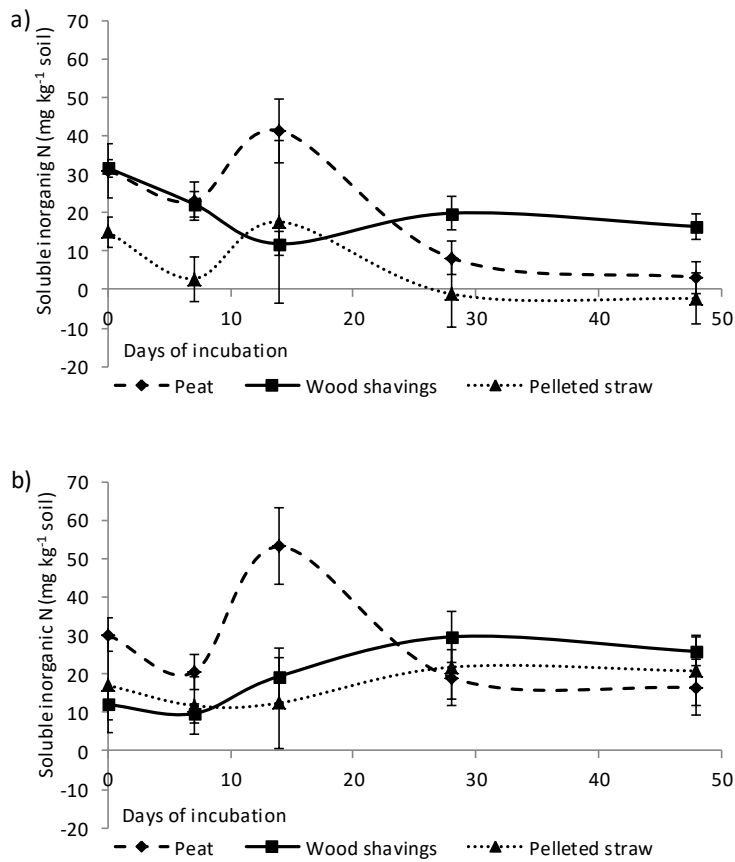 a)
Soluble inorganig N (mg kg⁻¹ soil)
70
60
50
40
30
20
10
0
-10
-20
0 10 20 30 40 50
Days of incubation
Peat Wood shavings Pelleted straw
b)
Soluble inorganic N (mg kg⁻¹ soil)
70
60
50
40
30
20
10
0
-10
-20
0 10 20 30 40 50
Days of incubation
Peat Wood shavings Pelleted straw